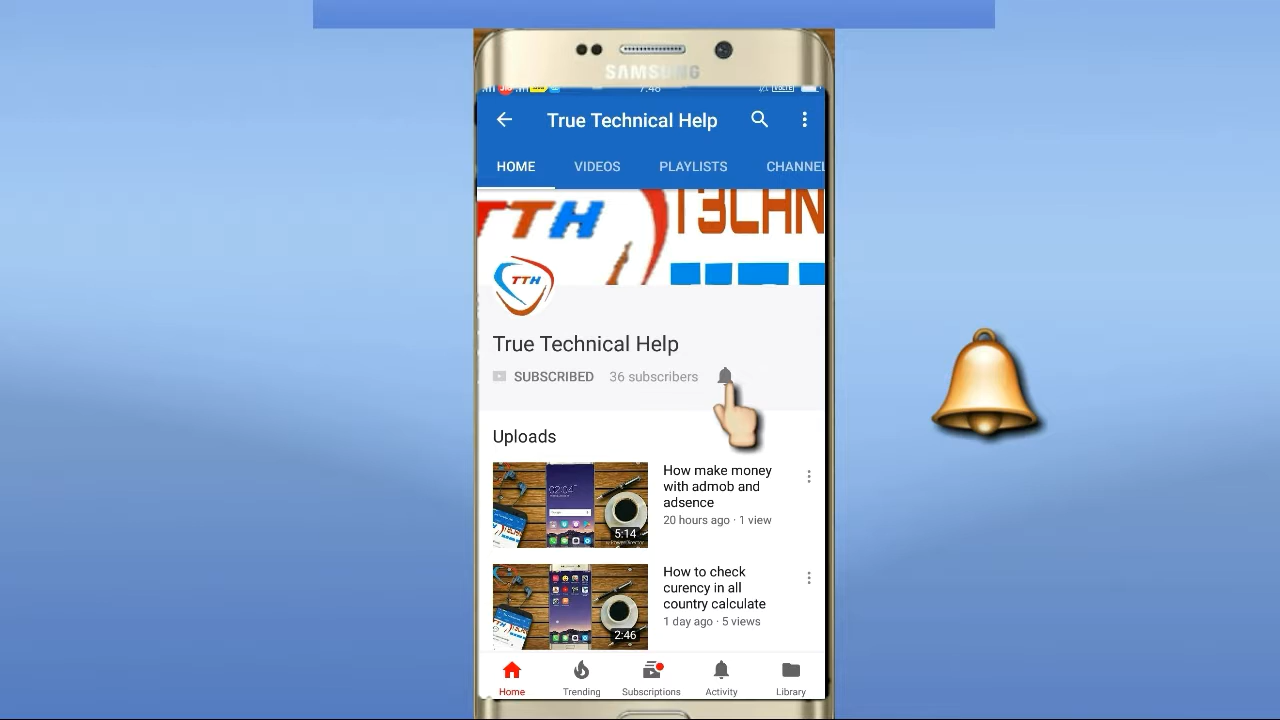 SAMSUNG
7:48
True Technical Help
HOME VIDEOS PLAYLISTS CHANNEL
TTH
TTH
True Technical Help
SUBSCRIBED 36 subscribers
Uploads
How make money
with admob and
adsence
20 hours ago · 1 view
5:14
How to check
curency in all
country calculate
1 day ago · 5 views
2:46
Home Trending Subscriptions Activity Library